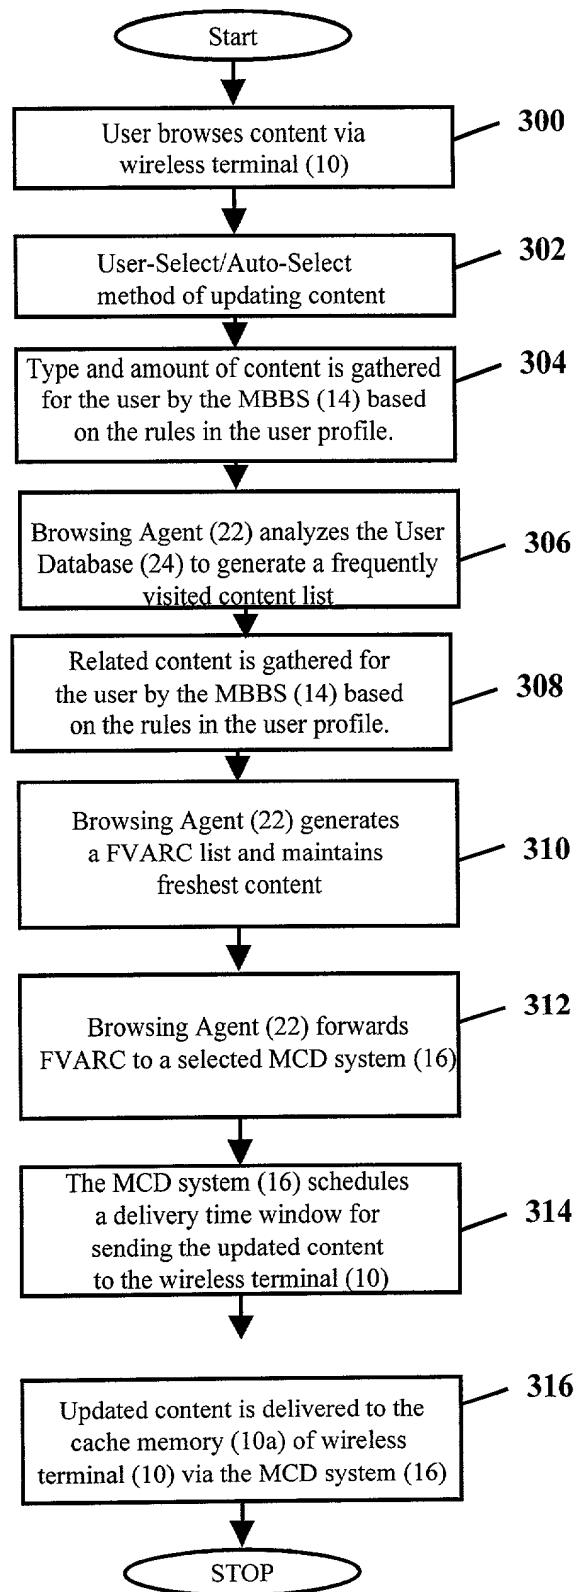 Start
300
User browses content via
wireless terminal (10)
302
User-Select/Auto-Select
method of updating content
304
Type and amount of content is gathered
for the user by the MBBS (14) based
on the rules in the user profile.
306
Browsing Agent (22) analyzes the User
Database (24) to generate a frequently
visited content list
Related content is gathered for
the user by the MBBS (14) based
on the rules in the user profile.
308
Browsing Agent (22) generates
a FVARC list and maintains
freshest content
310
312
Browsing Agent (22) forwards
FVARC to a selected MCD system (16)
The MCD system (16) schedules
a delivery time window for
sending the updated content
to the wireless terminal (10)
314
316
Updated content is delivered to the
cache memory (10a) of wireless
terminal (10) via the MCD system (16)
STOP